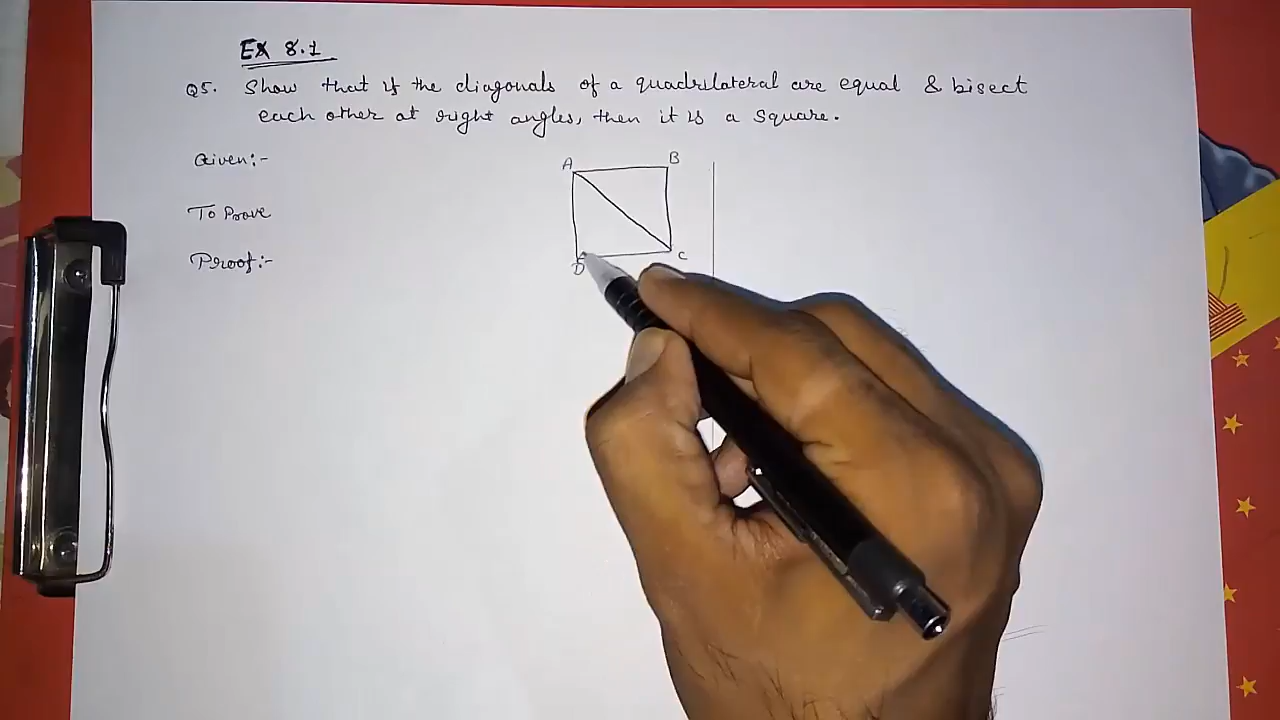 EX 8.1
Q5. Show that if the diagonals of a quadrilateral are equal & bisect
each other at right angles, then it is a square.
Given:-
A B
To Prove
Proof:-
D C